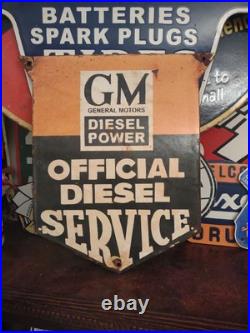 BATTERIES
SPARK PLUGS
GM
GENERAL MOTORS
DIESEL
POWER
OFFICIAL
DIESEL
SERVICE